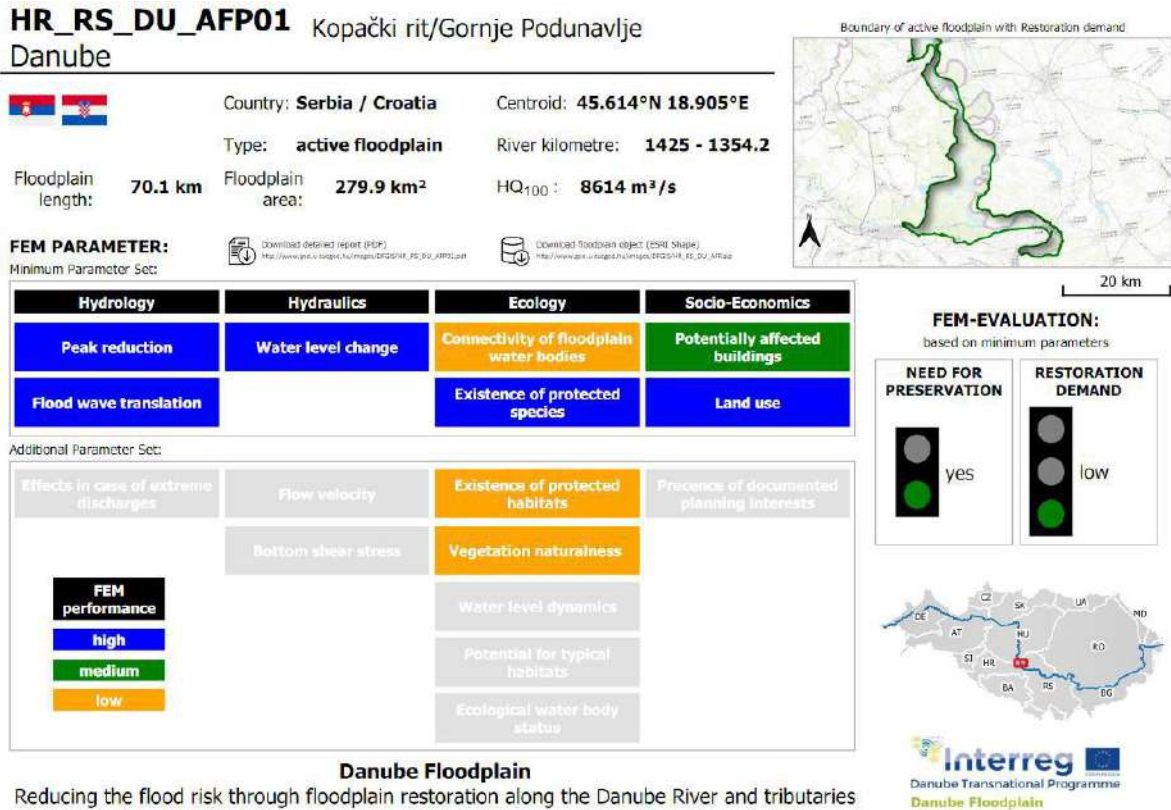 HR_RS_DU_AFP01 Kopački rit/Gornje Podunavlje
Danube
Boundary of active floodplain with Restoration demand
Country: Serbia / Croatia
Centroid: 45.614°N 18.905°E
Type: active floodplain
River kilometre: 1425 - 1354.2
Floodplain length: 70.1 km
Floodplain area: 279.9 km²
HQ100 : 8614 m³/s
20 km
FEM PARAMETER:
Download detailed report (PDF)
Download floodplain object (ESRI Shape)
Minimum Parameter Set:
Hydrology
Hydraulics
Ecology
Socio-Economics
Peak reduction
Water level change
Connectivity of floodplain
water bodies
Potentially affected
buildings
Flood wave translation
Existence of protected
species
Land use
FEM-EVALUATION:
based on minimum parameters
NEED FOR
PRESERVATION
yes
RESTORATION
DEMAND
low
Additional Parameter Set:
Effects in case of extreme
discharges
Flow velocity
Existence of protected
habitats
Precence of documented
planning interests
Bottom shear stress
Vegetation naturalness
Water level dynamics
Potential for typical
habitats
Ecological water body
status
FEM
performance
high
medium
low
DE
CZ
SK
UA
MD
AT
HU
RO
SI
HR
BA
RS
BG
Interreg
Danube Transnational Programme
Danube Floodplain
Danube Floodplain
Reducing the flood risk through floodplain restoration along the Danube River and tributaries